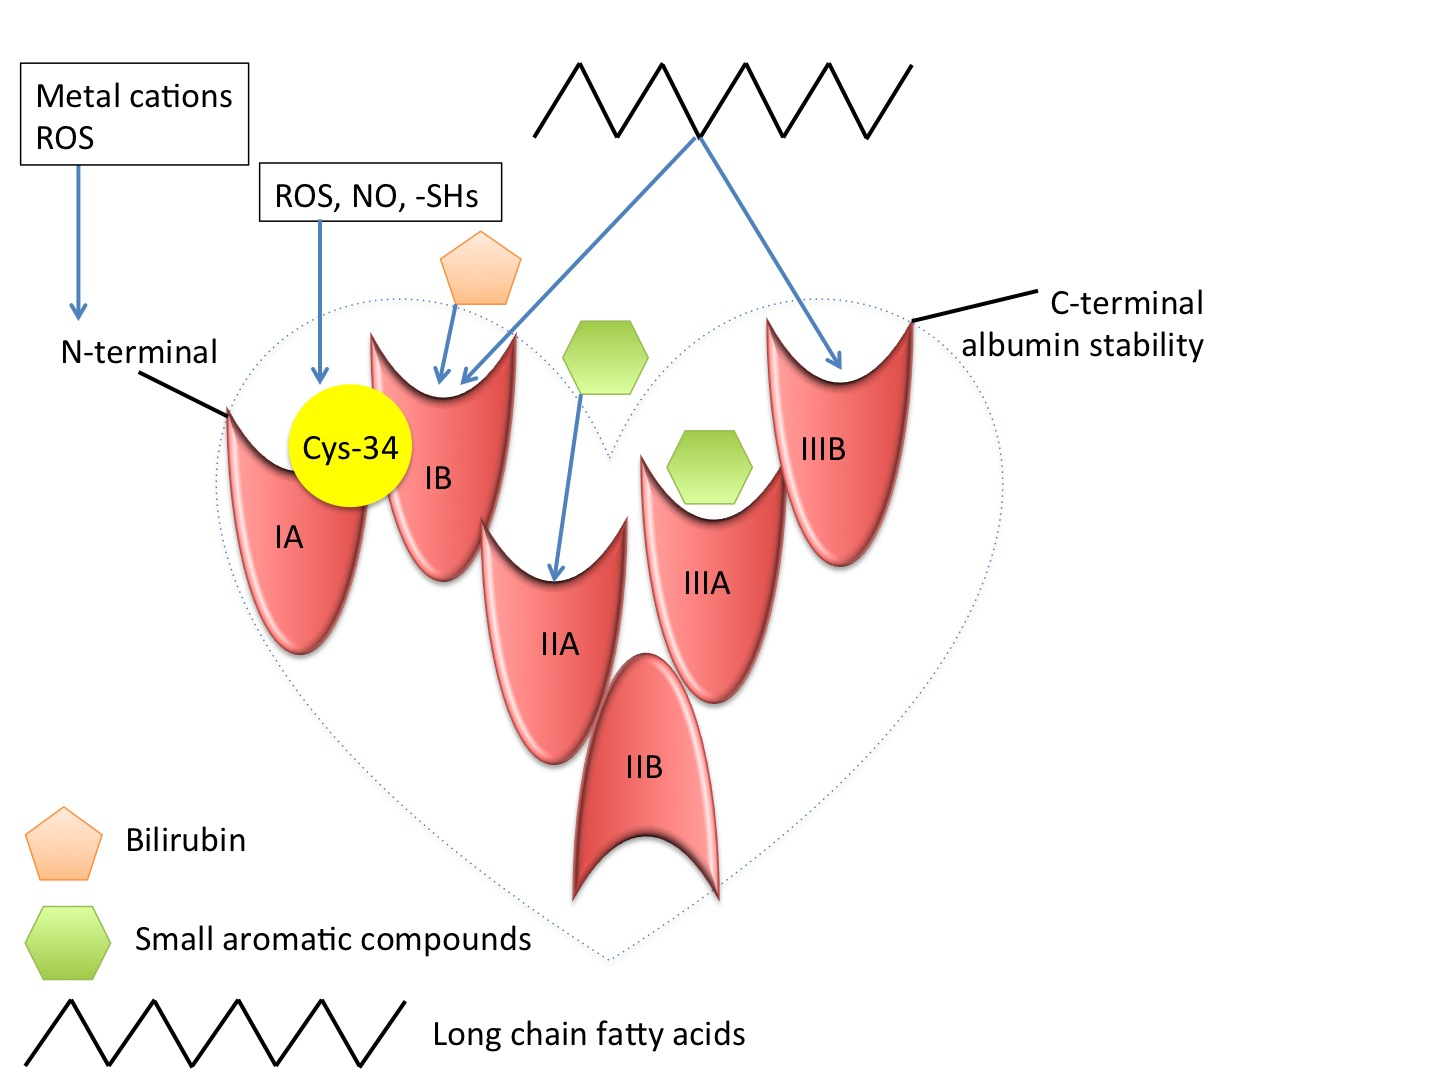 Metal cations
ROS
ROS, NO, -SHs
N-terminal
C-terminal
albumin stability
Cys-34
IA
IB
IIA
IIB
IIIA
IIIB
Bilirubin
Small aromatic compounds
Long chain fatty acids